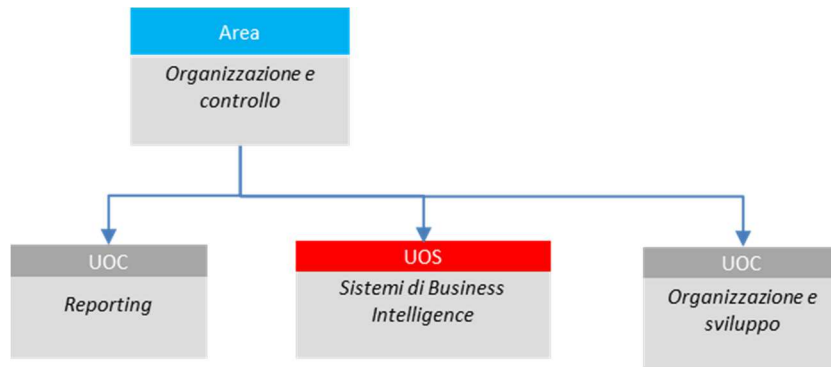 Area
Organizzazione e
controllo
UOC
Reporting
UOS
Sistemi di Business
Intelligence
UOC
Organizzazione e
sviluppo